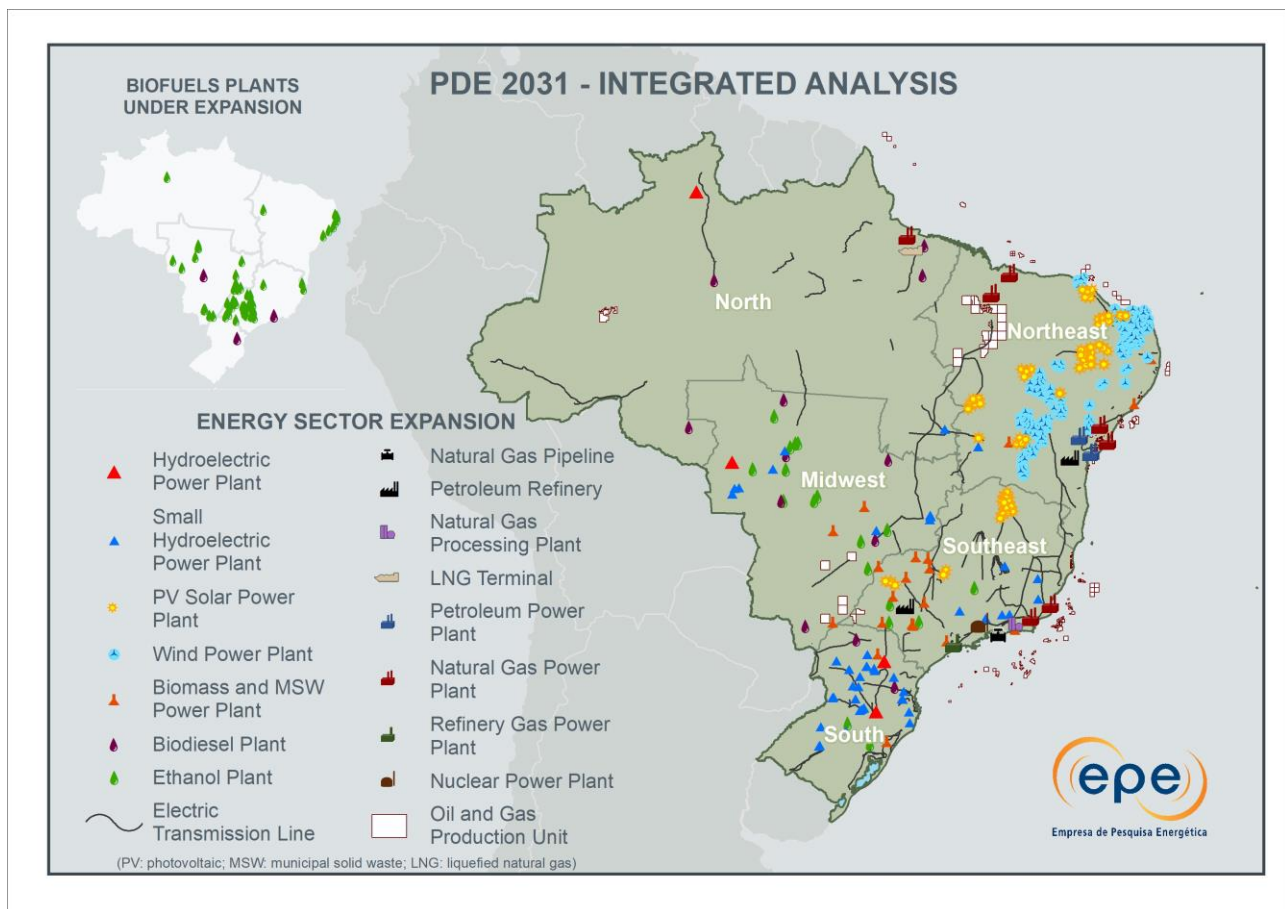 BIOFUELS PLANTS
UNDER EXPANSION
PDE 2031 - INTEGRATED ANALYSIS
North
Northeast
Midwest
Southeast
South
ENERGY SECTOR EXPANSION
Hydroelectric
Power Plant
Small
Hydroelectric
Power Plant
PV Solar Power
Plant
Wind Power Plant
Biomass and MSW
Power Plant
Biodiesel Plant
Ethanol Plant
Electric
Transmission Line
Natural Gas Pipeline
Petroleum Refinery
Natural Gas
Processing Plant
LNG Terminal
Petroleum Power
Plant
Natural Gas Power
Plant
Refinery Gas Power
Plant
Nuclear Power Plant
Oil and Gas
Production Unit
(PV: photovoltaic; MSW: municipal solid waste; LNG: liquefied natural gas)
epe
Empresa de Pesquisa Energética